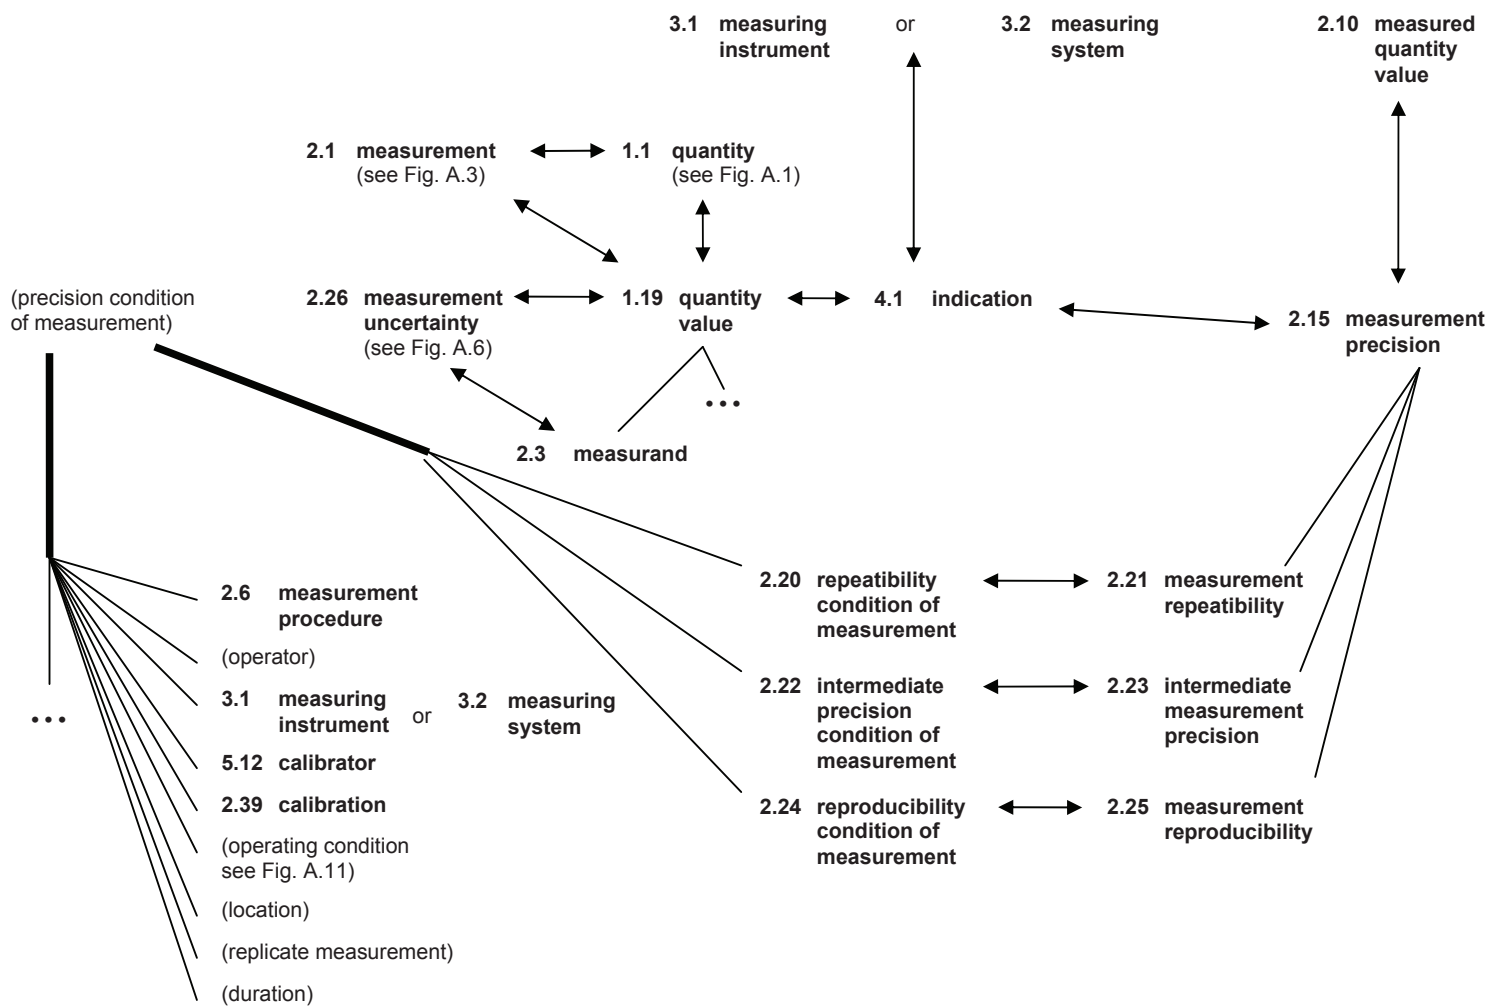 3.1 measuring instrument or 3.2 measuring system
2.10 measured quantity value
2.1 measurement
(see Fig. A.3)
1.1 quantity
(see Fig. A.1)
(precision condition
of measurement)
2.26 measurement
uncertainty
(see Fig. A.6)
1.19 quantity
value
4.1 indication
2.15 measurement
precision
...
2.3 measurand
2.6 measurement
procedure
(operator)
3.1 measuring
instrument
or
3.2 measuring
system
...
5.12 calibrator
2.39 calibration
(operating condition
see Fig. A.11)
(location)
(replicate measurement)
(duration)
2.20 repeatibility
condition of
measurement
2.21 measurement
repeatibility
2.22 intermediate
precision
condition of
measurement
2.23 intermediate
measurement
precision
2.24 reproducibility
condition of
measurement
2.25 measurement
reproducibility